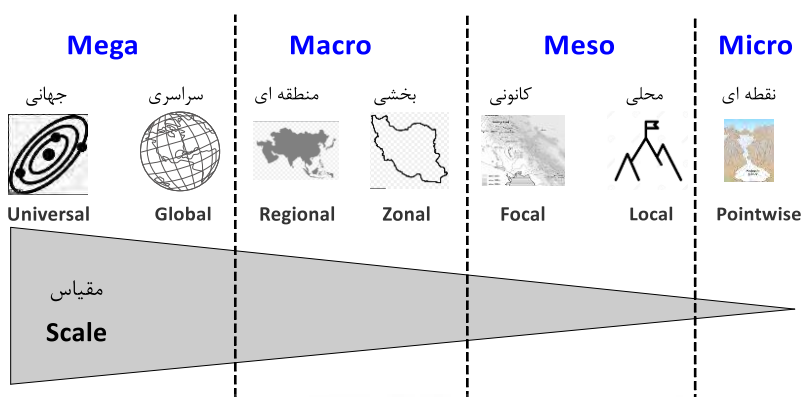 Mega
Macro
Meso
Micro
جهانی
سراسری
منطقه ای
بخشی
کانونی
محلی
نقطه ای
Universal
Global
Regional
Zonal
Focal
Local
Pointwise
مقیاس
Scale